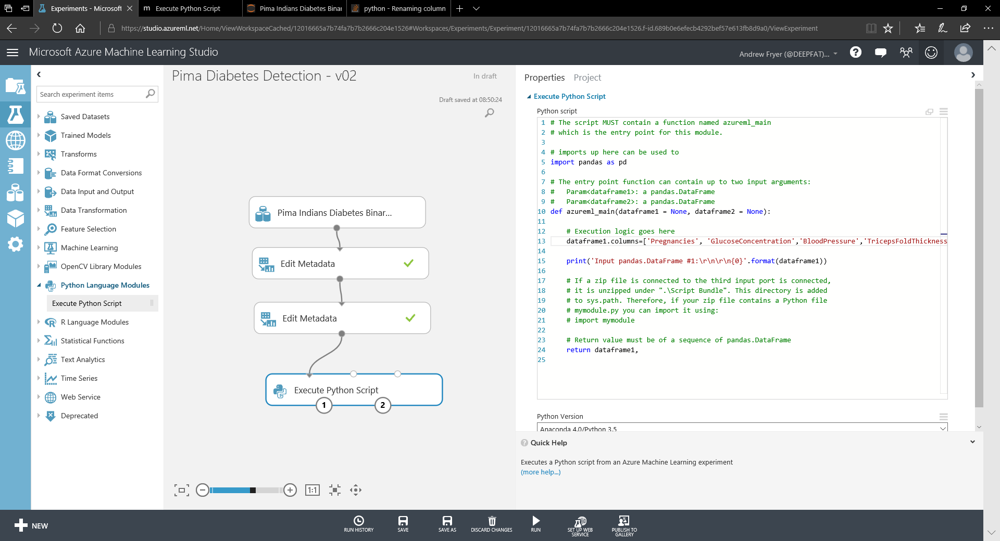 Experiments - Microsoft
Execute Python Script
Pima Indians Diabetes Binar
python - Renaming column
https://studio.azureml.net/Home/ViewWorkspaceCached/12016665a7b74fa7b7b2666c204e1526#Workspaces/Experiments/Experiment/12016665a7b74fa7b7b2666c204e1526.f-id.689b0e6efecb4292bef57e613fb8d9a0/ViewExperiment
Microsoft Azure Machine Learning Studio
Andrew Fryer (@DEEPFAT)...
Search experiment items
Saved Datasets
Trained Models
Transforms
Data Format Conversions
Data Input and Output
Data Transformation
Feature Selection
Machine Learning
OpenCV Library Modules
Python Language Modules
Execute Python Script
R Language Modules
Statistical Functions
Text Analytics
Time Series
Web Service
Deprecated
Pima Diabetes Detection - v02
In draft
Draft saved at 08:50:24
Pima Indians Diabetes Binar...
Edit Metadata
Edit Metadata
Execute Python Script
1
2
1:1
Properties
Project
Execute Python Script
Python script
1 # The script MUST contain a function named azureml_main
2 # which is the entry point for this module.
3
4 # imports up here can be used to
5 import pandas as pd
6
7 # The entry point function can contain up to two input arguments:
8 #   Param<dataframe1>: a pandas.DataFrame
9 #   Param<dataframe2>: a pandas.DataFrame
10 def azureml_main(dataframe1 = None, dataframe2 = None):
11
12     # Execution logic goes here
13     dataframe1.columns=['Pregnancies', 'GlucoseConcentration','BloodPressure','TricepsFoldThickness
14
15     print('Input pandas.DataFrame #1:\r\n\r\n{0}'.format(dataframe1))
16
17     # If a zip file is connected to the third input port is connected,
18     # it is unzipped under ".\Script Bundle". This directory is added
19     # to sys.path. Therefore, if your zip file contains a Python file
20     # mymodule.py you can import it using:
21     # import mymodule
22
23     # Return value must be of a sequence of pandas.DataFrame
24     return dataframe1,
25
Python Version
Anaconda 4.0/Python 3.5
Quick Help
Executes a Python script from an Azure Machine Learning experiment
(more help...)
NEW
RUN HISTORY
SAVE
SAVE AS
DISCARD CHANGES
RUN
SET UP WEB SERVICE
PUBLISH TO GALLERY